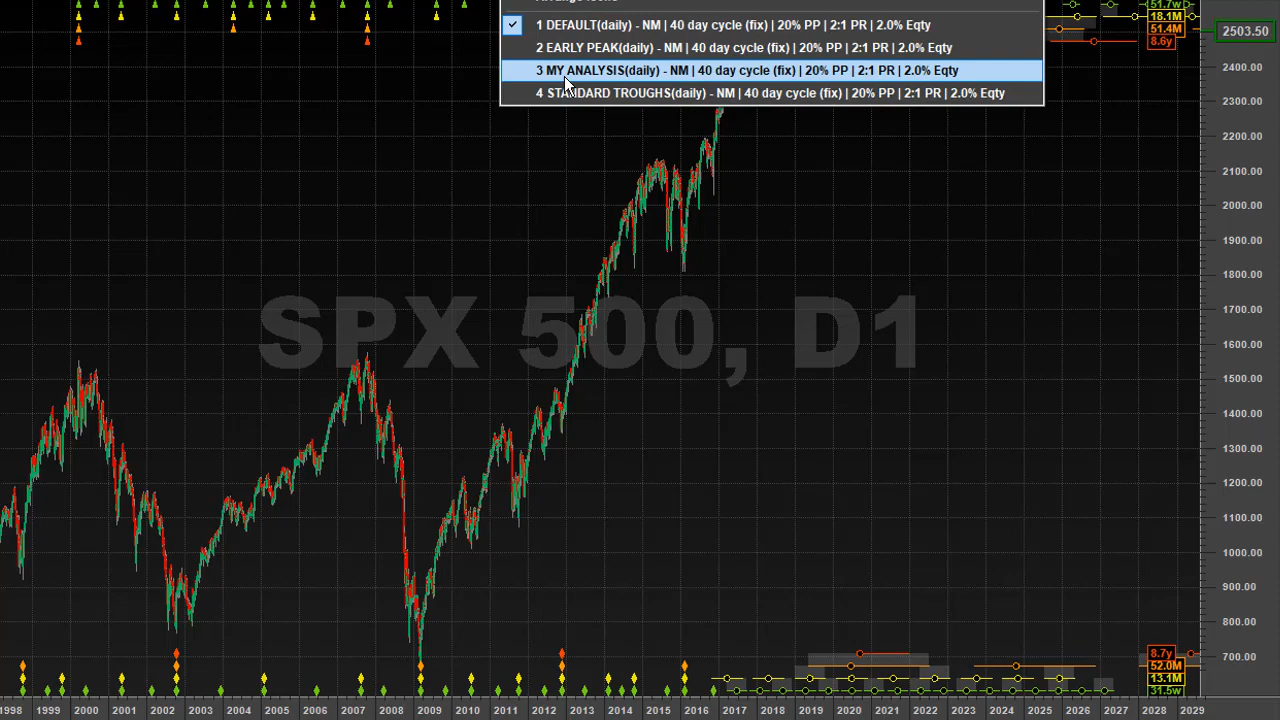 1 DEFAULT(daily) - NM | 40 day cycle (fix) | 20% PP | 2:1 PR | 2.0% Eqty
2 EARLY PEAK(daily) - NM | 40 day cycle (fix) | 20% PP | 2:1 PR | 2.0% Eqty
3 MY ANALYSIS(daily) - NM | 40 day cycle (fix) | 20% PP | 2:1 PR | 2.0% Eqty
4 STANDARD TROUGHS(daily) - NM | 40 day cycle (fix) | 20% PP | 2:1 PR | 2.0% Eqty
51.7w
18.1M
51.4M
8.6y
2503.50
2400.00
2300.00
2200.00
2100.00
2000.00
1900.00
1800.00
1700.00
1600.00
1500.00
1400.00
1300.00
1200.00
1100.00
1000.00
900.00
800.00
700.00
SPX 500, D1
8.7y
52.0M
13.1M
31.5w
1998 1999 2000 2001 2002 2003 2004 2005 2006 2007 2008 2009 2010 2011 2012 2013 2014 2015 2016 2017 2018 2019 2020 2021 2022 2023 2024 2025 2026 2027 2028 2029